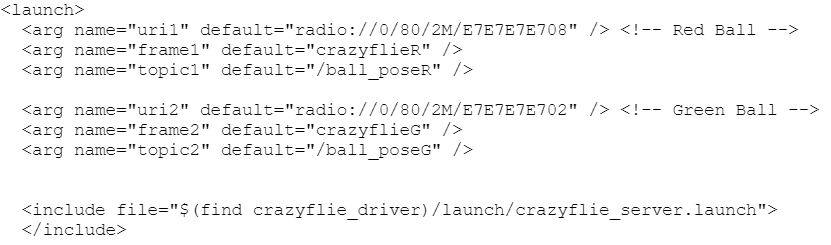 <launch>
  <arg name="uri1" default="radio://0/80/2M/E7E7E7E708" /> <!-- Red Ball -->
  <arg name="frame1" default="crazyflieR" />
  <arg name="topic1" default="/ball_poseR" />

  <arg name="uri2" default="radio://0/80/2M/E7E7E7E702" /> <!-- Green Ball -->
  <arg name="frame2" default="crazyflieG" />
  <arg name="topic2" default="/ball_poseG" />


  <include file="$(find crazyflie_driver)/launch/crazyflie_server.launch">
  </include>